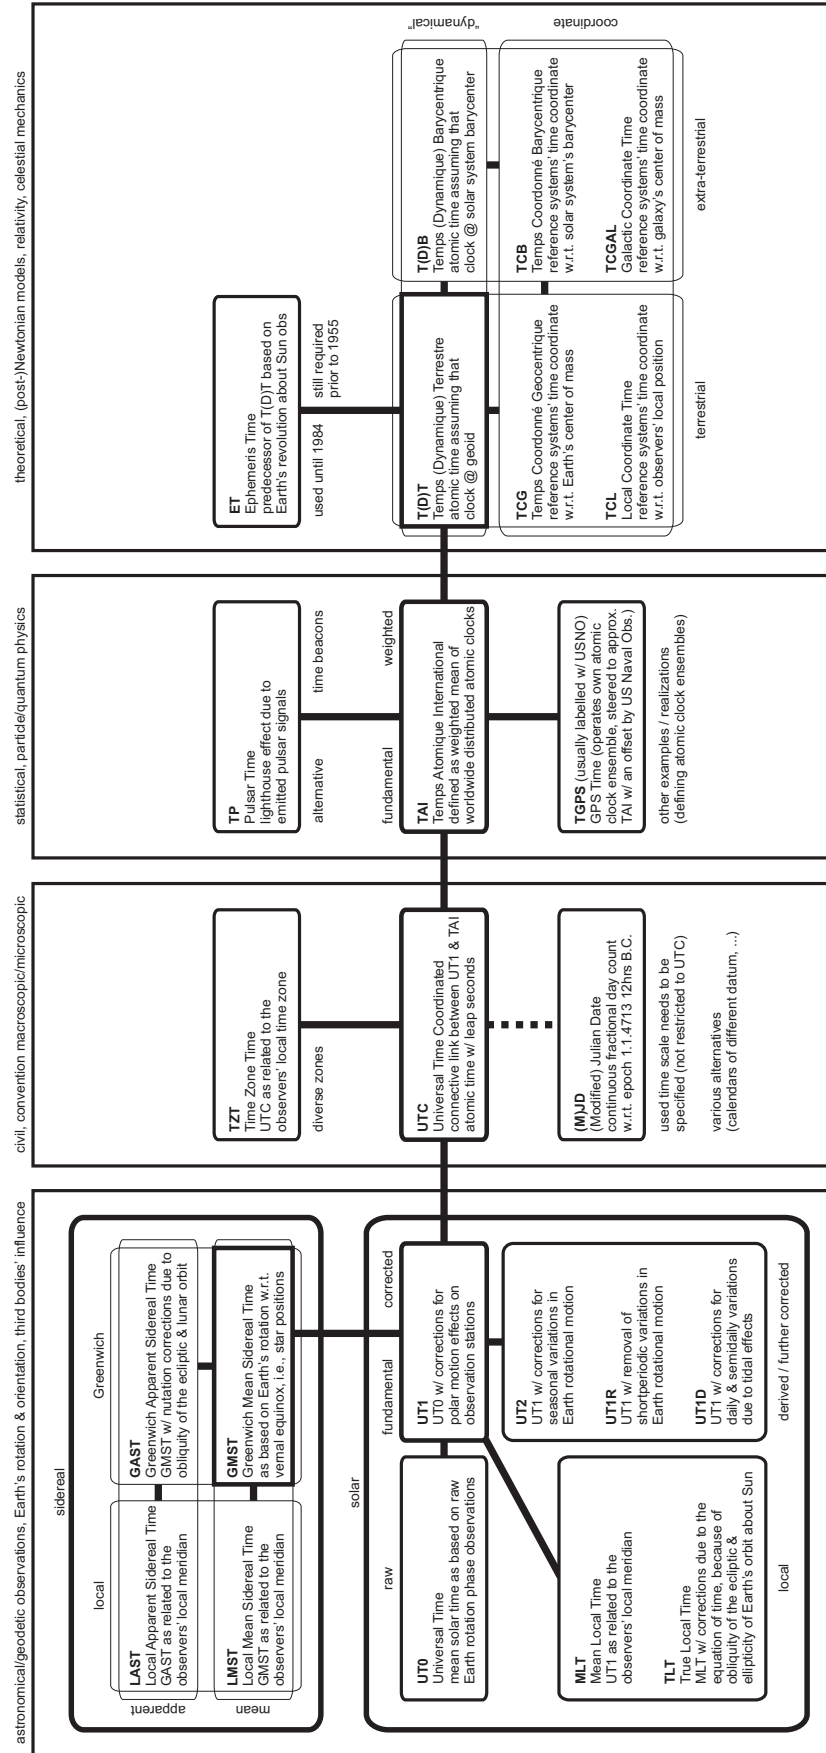 astronomical/geodetic observations, Earth's rotation & orientation, third bodies' influence
sidereal
local
Greenwich
apparent
mean
LAST
Local Apparent Sidereal Time
GAST as related to the
observers' local meridian
GAST
Greenwich Apparent Sidereal Time
GMST w/ nutation corrections due to
obliquity of the ecliptic & lunar orbit
LMST
Local Mean Sidereal Time
GMST as related to the
observers' local meridian
GMST
Greenwich Mean Sidereal Time
as based on Earth's rotation w.r.t.
vernal equinox, i.e., star positions
solar
raw
fundamental
corrected
UT0
Universal Time
mean solar time as based on raw
Earth rotation phase observations
UT1
UT0 w/ corrections for
polar motion effects on
observation stations
MLT
Mean Local Time
UT1 as related to the
observers' local meridian
TLT
True Local Time
MLT w/ corrections due to the
equation of time, because of
obliquity of the ecliptic &
ellipticity of Earth's orbit about Sun
local
UT2
UT1 w/ corrections for
seasonal variations in
Earth rotational motion
UT1R
UT1 w/ removal of
shortperiodic variations in
Earth rotational motion
UT1D
UT1 w/ corrections for
daily & semidaily variations
due to tidal effects
derived / further corrected
civil, convention macroscopic/microscopic
TZT
Time Zone Time
UTC as related to the
observers' local time zone
diverse zones
UTC
Universal Time Coordinated
connective link between UT1 & TAI
atomic time w/ leap seconds
(M)JD
(Modified) Julian Date
continuous fractional day count
w.r.t. epoch 1.1.4713 12hrs B.C.
used time scale needs to be
specified (not restricted to UTC)
various alternatives
(calendars of different datum, ...)
statistical, particle/quantum physics
TP
Pulsar Time
lighthouse effect due to
emitted pulsar signals
alternative
time beacons
fundamental
weighted
TAI
Temps Atomique International
defined as weighted mean of
worldwide distributed atomic clocks
TGPS (usually labelled w/ USNO)
GPS Time (operates own atomic
clock ensemble, steered to approx.
TAI w/ an offset by US Naval Obs.)
other examples / realizations
(defining atomic clock ensembles)
theoretical, (post-)Newtonian models, relativity, celestial mechanics
ET
Ephemeris Time
predecessor of T(D)T based on
Earth's revolution about Sun obs
used until 1984
still required
prior to 1955
T(D)T
Temps (Dynamique) Terrestre
atomic time assuming that
clock @ geoid
T(D)B
Temps (Dynamique) Barycentrique
atomic time assuming that
clock @ solar system barycenter
"dynamical"
TCG
Temps Coordonné Geocentrique
reference systems' time coordinate
w.r.t. Earth's center of mass
TCB
Temps Coordonné Barycentrique
reference systems' time coordinate
w.r.t. solar system's barycenter
TCL
Local Coordinate Time
reference systems' time coordinate
w.r.t. observers' local position
TCGAL
Galactic Coordinate Time
reference systems' time coordinate
w.r.t. galaxy's center of mass
coordinate
terrestrial
extra-terrestrial